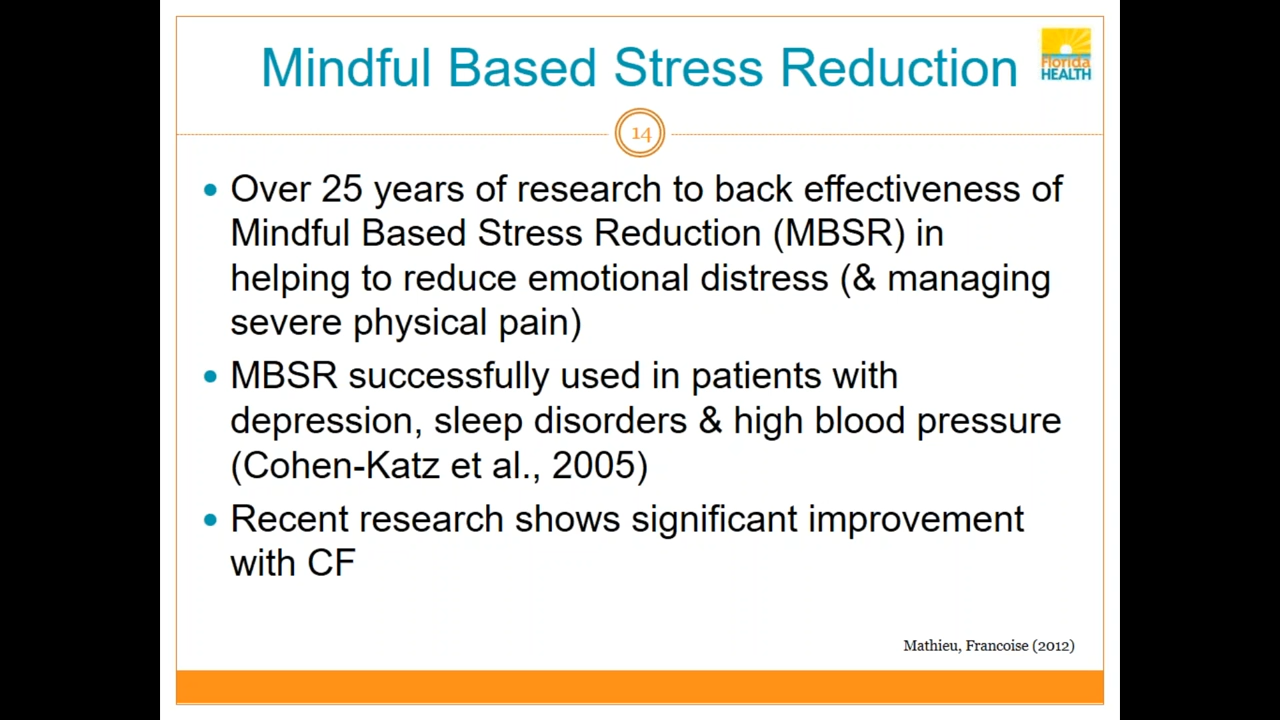 Mindful Based Stress Reduction
Florida
HEALTH
14
• Over 25 years of research to back effectiveness of
Mindful Based Stress Reduction (MBSR) in
helping to reduce emotional distress (& managing
severe physical pain)
• MBSR successfully used in patients with
depression, sleep disorders & high blood pressure
(Cohen-Katz et al., 2005)
• Recent research shows significant improvement
with CF
Mathieu, Francoise (2012)